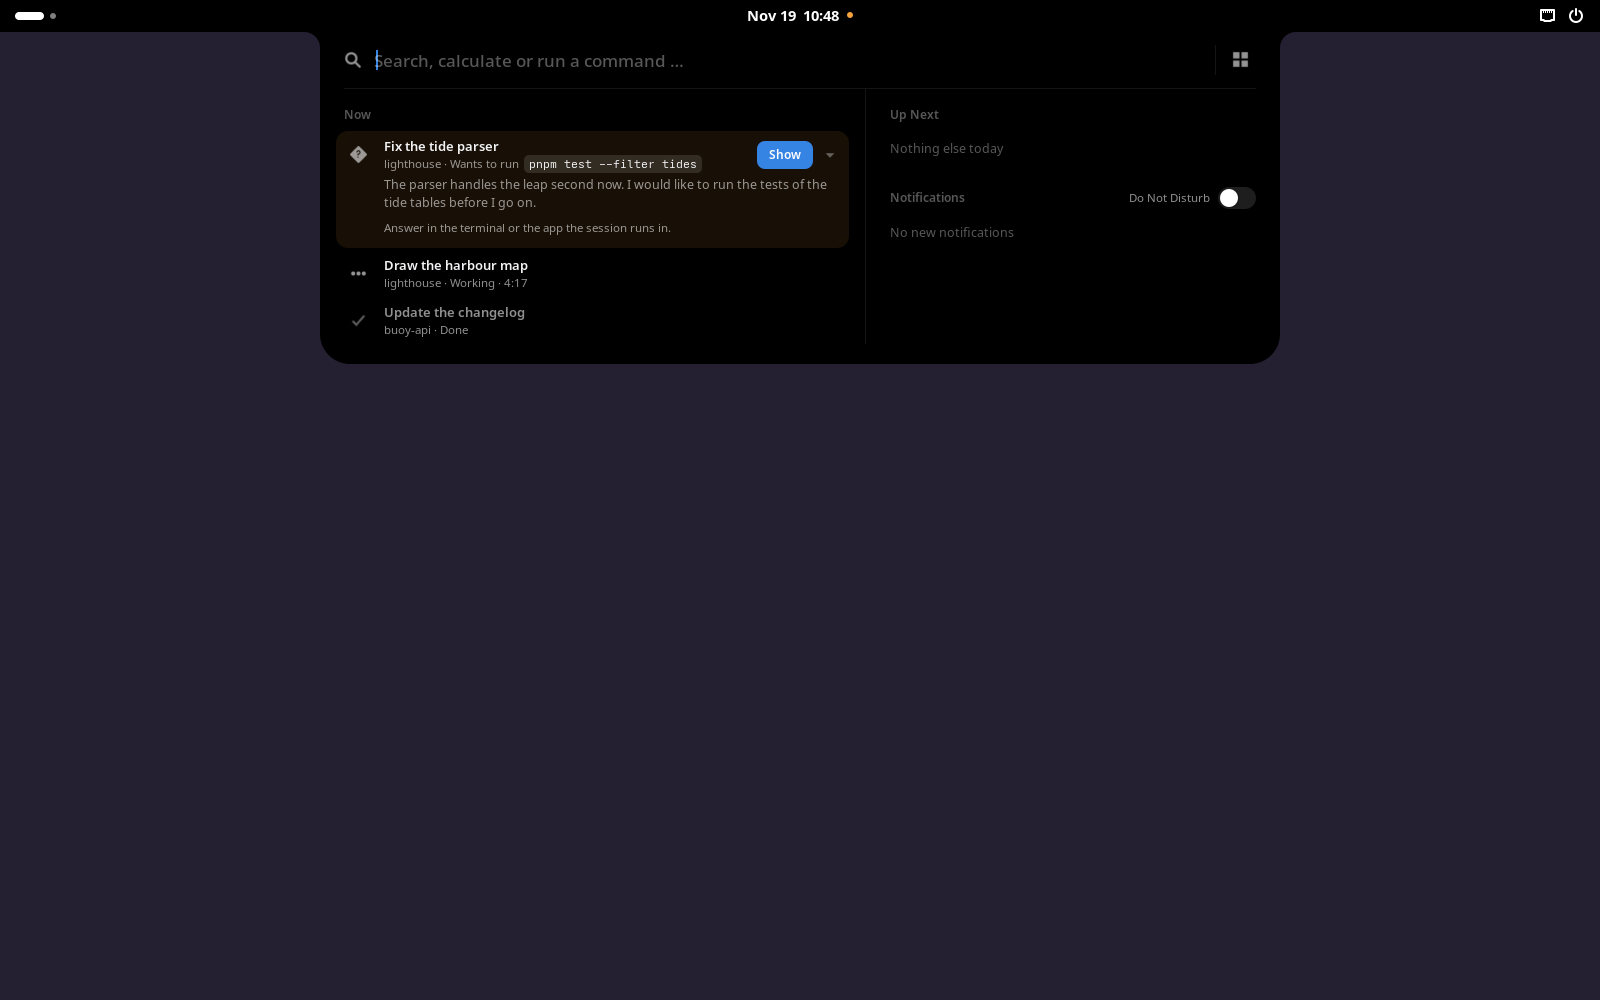 Nov 19 10:48
Search, calculate or run a command ...
Now
Fix the tide parser
lighthouse · Wants to run pnpm test --filter tides
Show
The parser handles the leap second now. I would like to run the tests of the
tide tables before I go on.
Answer in the terminal or the app the session runs in.
Draw the harbour map
lighthouse · Working · 4:17
Update the changelog
buoy-api · Done
Up Next
Nothing else today
Notifications
Do Not Disturb
No new notifications